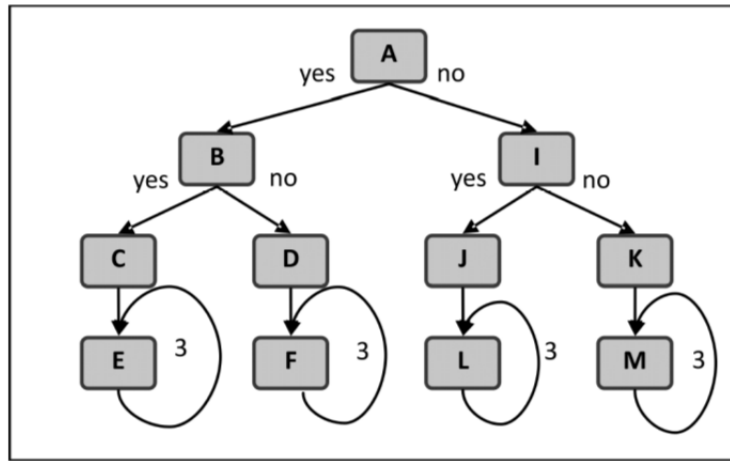 A
yes no
B I
yes no yes no
C D J K
3 3 3 3
E F L M